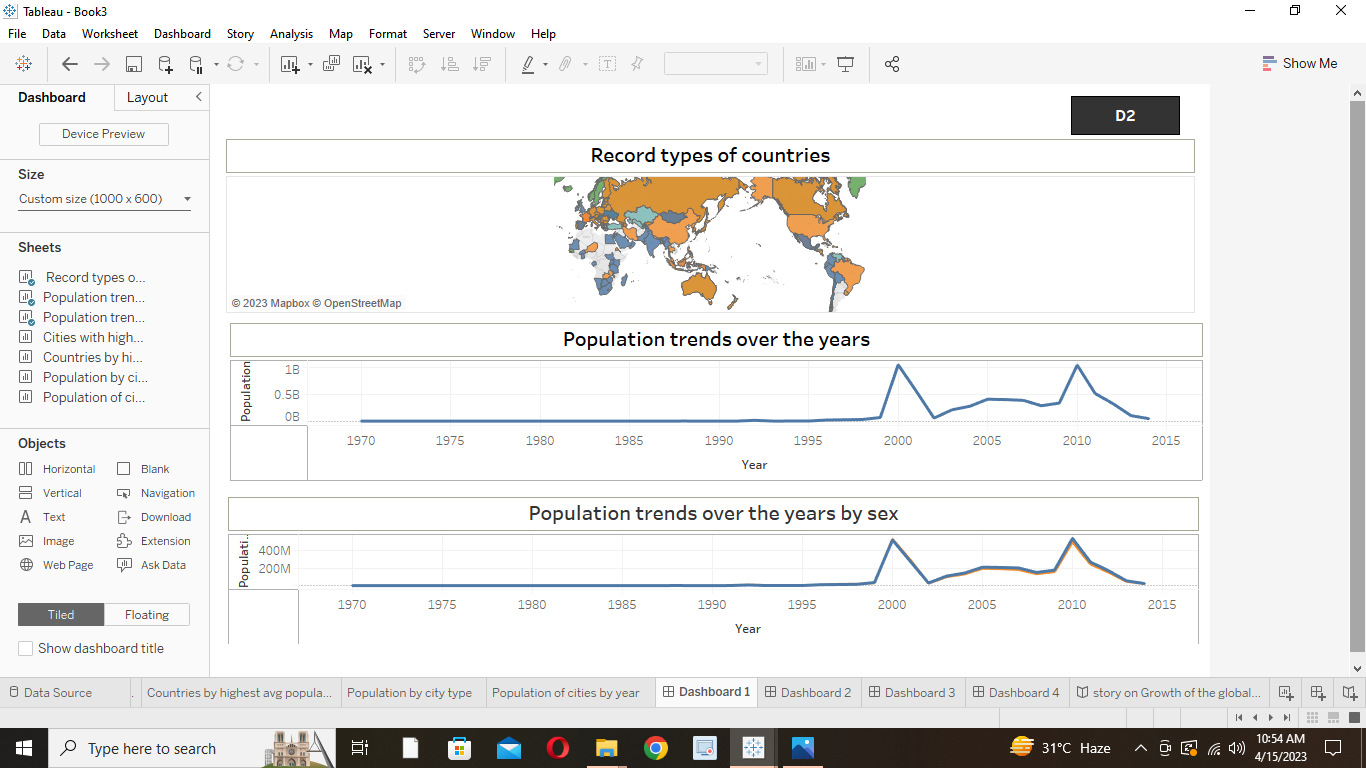 Tableau - Book3
File Data Worksheet Dashboard Story Analysis Map Format Server Window Help
Show Me
Dashboard Layout
Device Preview
Size
Custom size (1000 x 600)
Sheets
Record types o...
Population tren...
Population tren...
Cities with high...
Countries by hi...
Population by ci...
Population of ci...
Objects
Horizontal Blank
Vertical Navigation
Text Download
Image Extension
Web Page Ask Data
Tiled Floating
Show dashboard title
D2
Record types of countries
© 2023 Mapbox © OpenStreetMap
Population trends over the years
Population
1B
0.5B
0B
1970 1975 1980 1985 1990 1995 2000 2005 2010 2015
Year
Population trends over the years by sex
Populati..
400M
200M
1970 1975 1980 1985 1990 1995 2000 2005 2010 2015
Year
Data Source . Countries by highest avg popula... Population by city type Population of cities by year Dashboard 1 Dashboard 2 Dashboard 3 Dashboard 4 story on Growth of the global...
Type here to search
31°C Haze
10:54 AM
4/15/2023